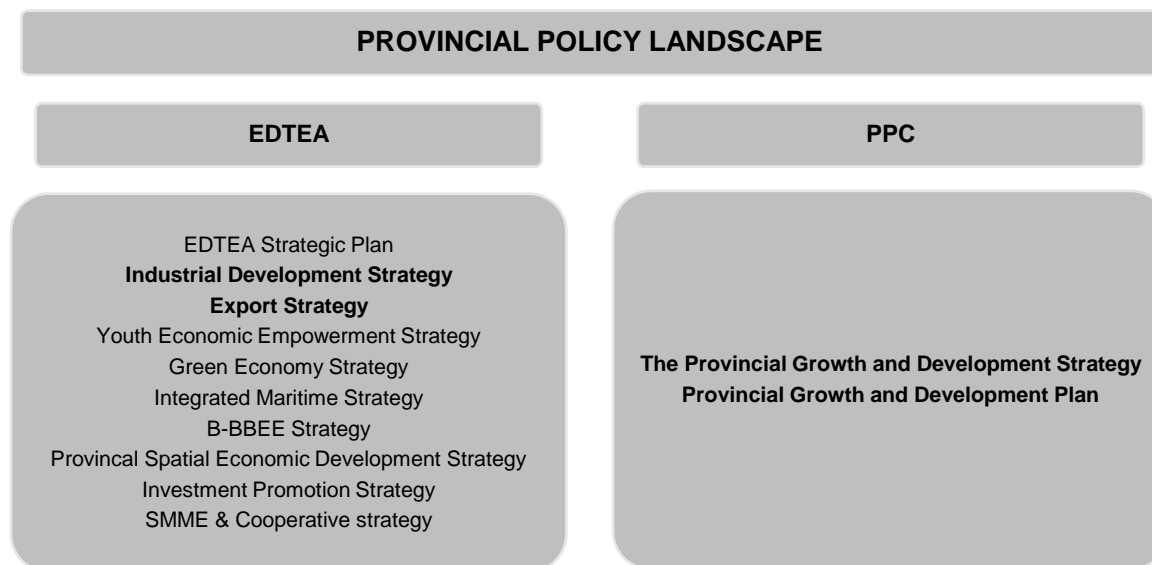 PROVINCIAL POLICY LANDSCAPE
EDTEA
PPC
EDTEA Strategic Plan
Industrial Development Strategy
Export Strategy
Youth Economic Empowerment Strategy
Green Economy Strategy
Integrated Maritime Strategy
B-BBEE Strategy
Provincal Spatial Economic Development Strategy
Investment Promotion Strategy
SMME & Cooperative strategy
The Provincial Growth and Development Strategy
Provincial Growth and Development Plan